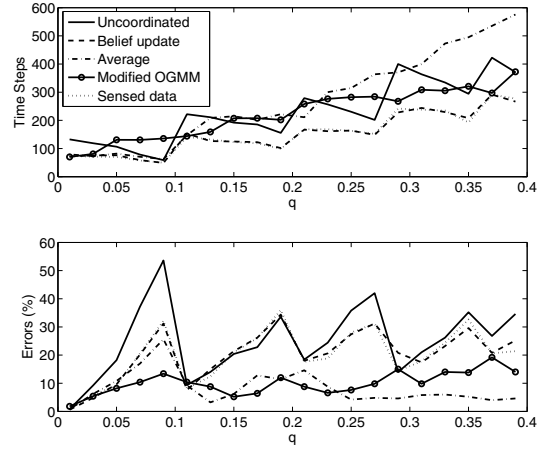 600
500
400
300
200
100
0
Time Steps
Uncoordinated
Belief update
Average
Modified OGMM
Sensed data
0 0.05 0.1 0.15 0.2 0.25 0.3 0.35 0.4
q
60
50
40
30
20
10
0
Errors (%)
0 0.05 0.1 0.15 0.2 0.25 0.3 0.35 0.4
q